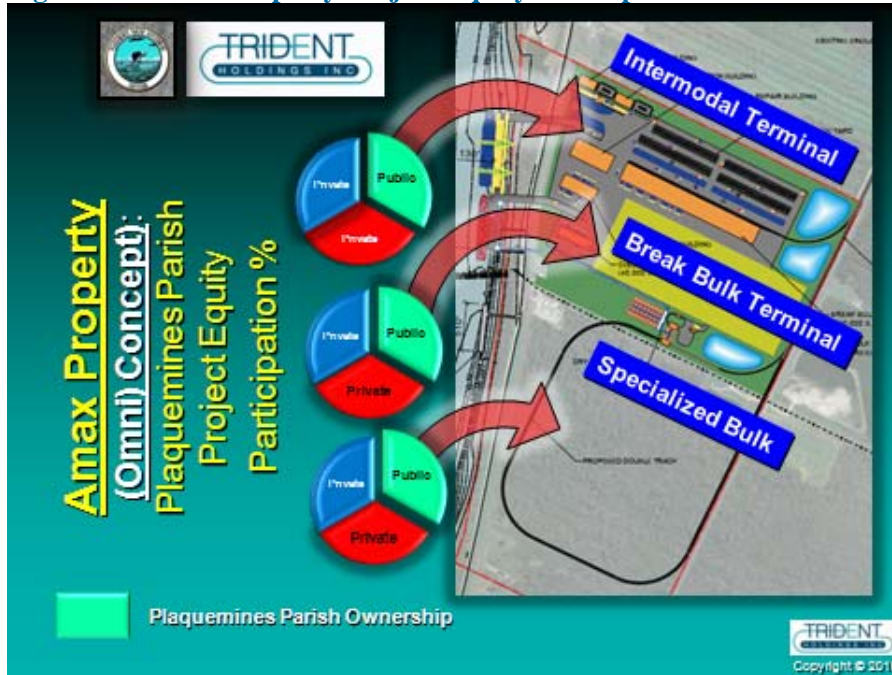 TRIDENT
HOLDINGS INC
Amax Property
(Omni) Concept):
Plaquemines Parish
Project Equity
Participation %
Private
Public
Private
Private
Public
Private
Private
Public
Private
Intermodal Terminal
Break Bulk Terminal
Specialized Bulk
PROPOSED DOUBLE TRACK
Plaquemines Parish Ownership
TRIDENT
HOLDINGS INC
Copyright © 201